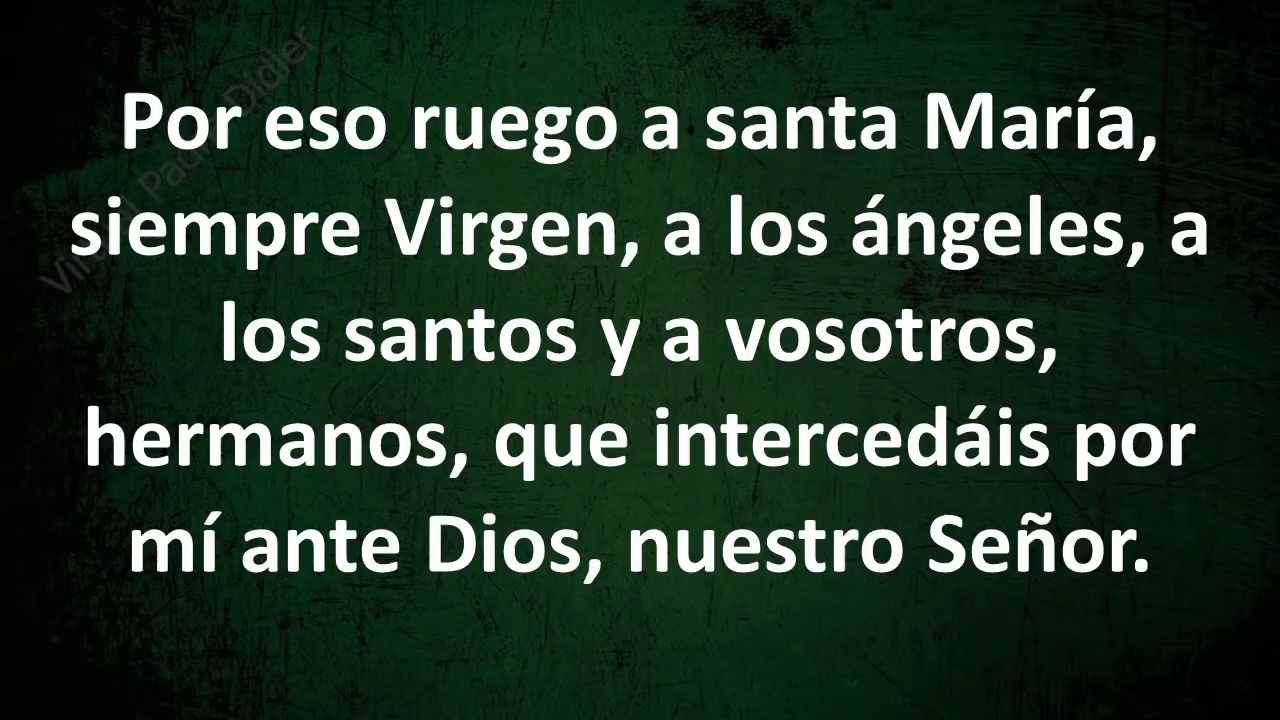 Por eso ruego a santa María,
siempre Virgen, a los ángeles, a
los santos y a vosotros,
hermanos, que intercedáis por
mí ante Dios, nuestro Señor.
Didier